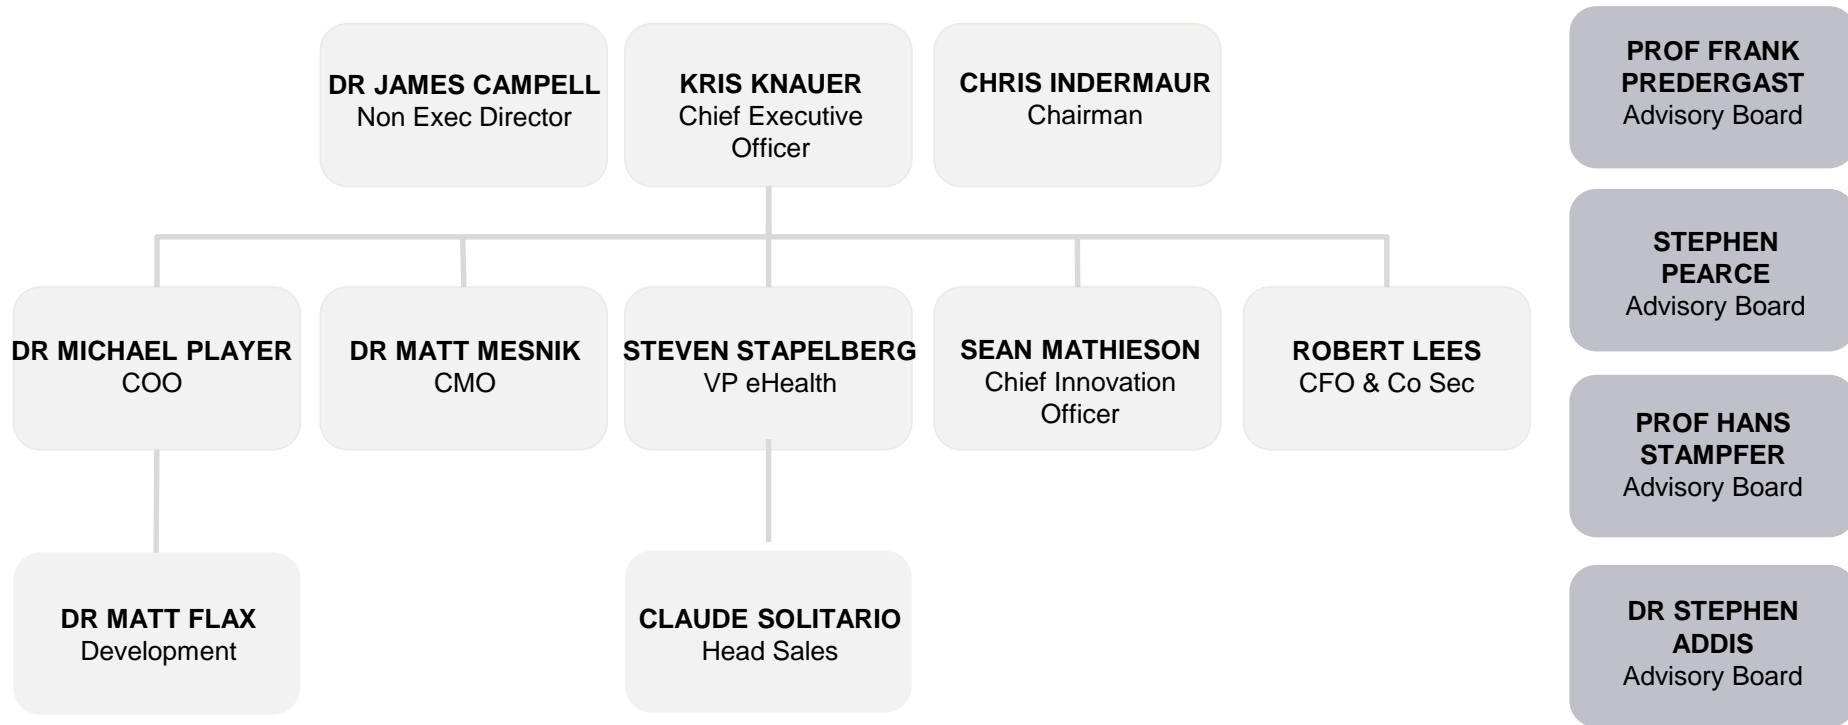 DR JAMES CAMPELL
Non Exec Director
KRIS KNAUER
Chief Executive
Officer
CHRIS INDERMAUR
Chairman
PROF FRANK
PREDERGAST
Advisory Board
STEPHEN
PEARCE
Advisory Board
DR MICHAEL PLAYER
COO
DR MATT MESNIK
CMO
STEVEN STAPELBERG
VP eHealth
SEAN MATHIESON
Chief Innovation
Officer
ROBERT LEES
CFO & Co Sec
PROF HANS
STAMPFER
Advisory Board
DR MATT FLAX
Development
CLAUDE SOLITARIO
Head Sales
DR STEPHEN
ADDIS
Advisory Board